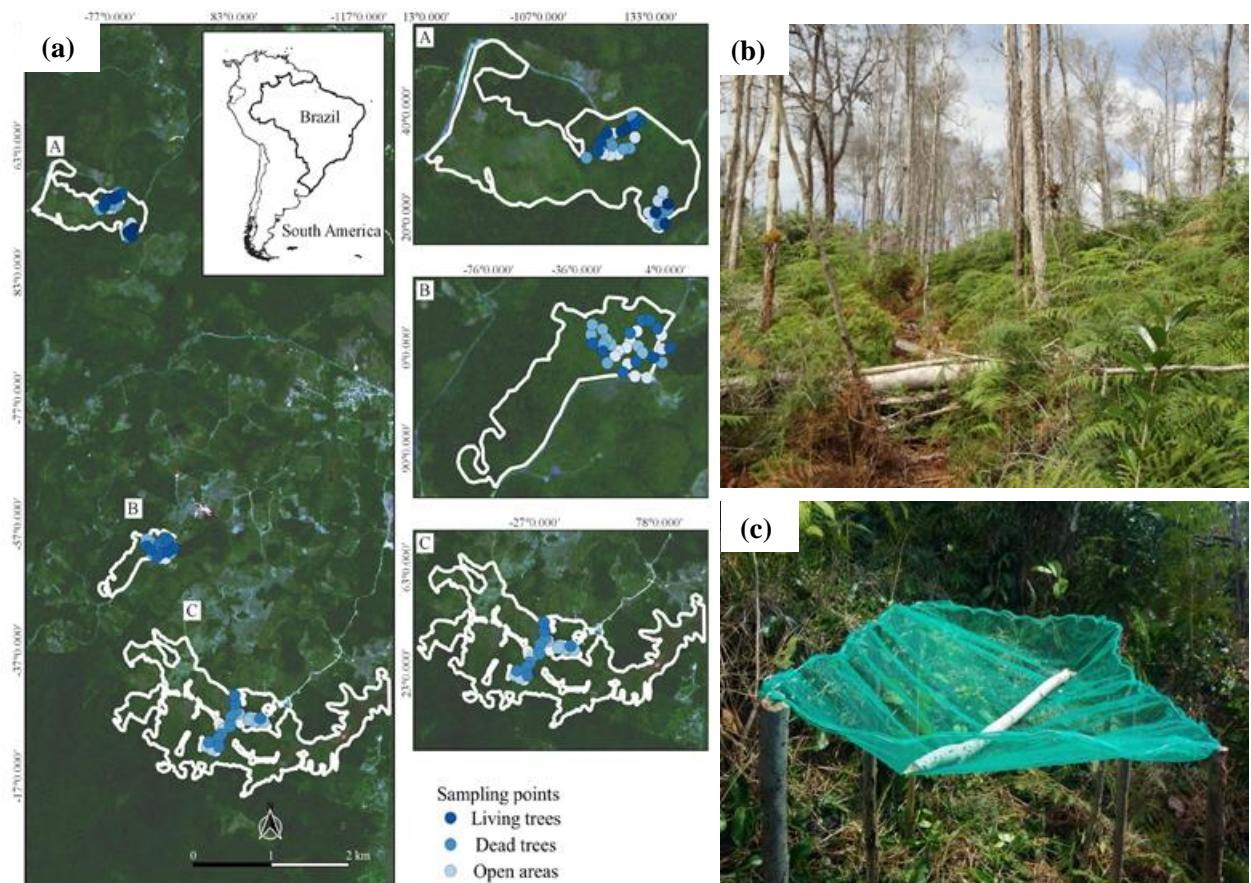 (a)
-77°0.000'
83°0.000'
-117°0.000'
63°0.000'
83°0.000'
-77°0.000'
-57°0.000'
-37°0.000'
-17°0.000'
A
B
C
Brazil
South America
0
1
2 km
13°0.000'
-107°0.000'
133°0.000'
A
40°0.000'
20°0.000'
-76°0.000'
-36°0.000'
4°0.000'
B
0°0.000'
90°0.000'
-27°0.000'
78°0.000'
C
63°0.000'
23°0.000'
Sampling points
Living trees
Dead trees
Open areas
(b)
(c)